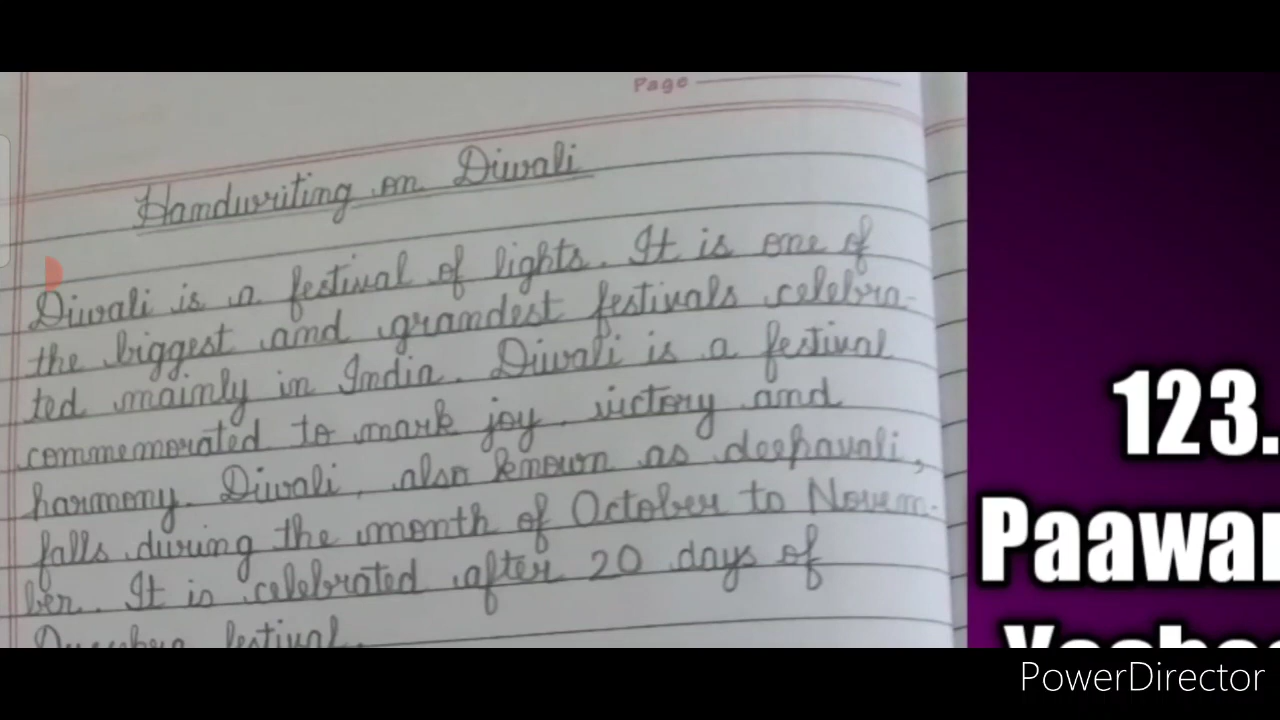 Page
Handwriting on Diwali
Diwali is a festival of lights. It is one of
the biggest and grandest festivals celebra-
ted mainly in India. Diwali is a festival
commemorated to mark joy, victory and
harmony. Diwali, also known as deepavali,
falls during the month of October to Novem-
ber. It is celebrated after 20 days of
festival.
123.
Paawan
PowerDirector